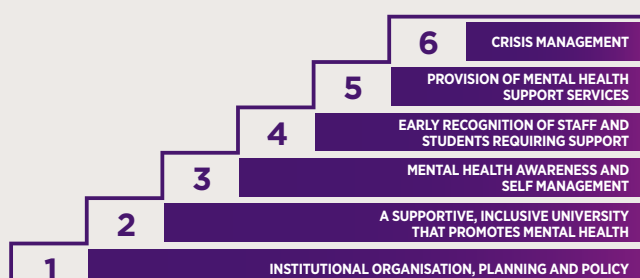 6
CRISIS MANAGEMENT
5
PROVISION OF MENTAL HEALTH
SUPPORT SERVICES
4
EARLY RECOGNITION OF STAFF AND
STUDENTS REQUIRING SUPPORT
3
MENTAL HEALTH AWARENESS AND
SELF MANAGEMENT
2
A SUPPORTIVE, INCLUSIVE UNIVERSITY
THAT PROMOTES MENTAL HEALTH
1
INSTITUTIONAL ORGANISATION, PLANNING AND POLICY